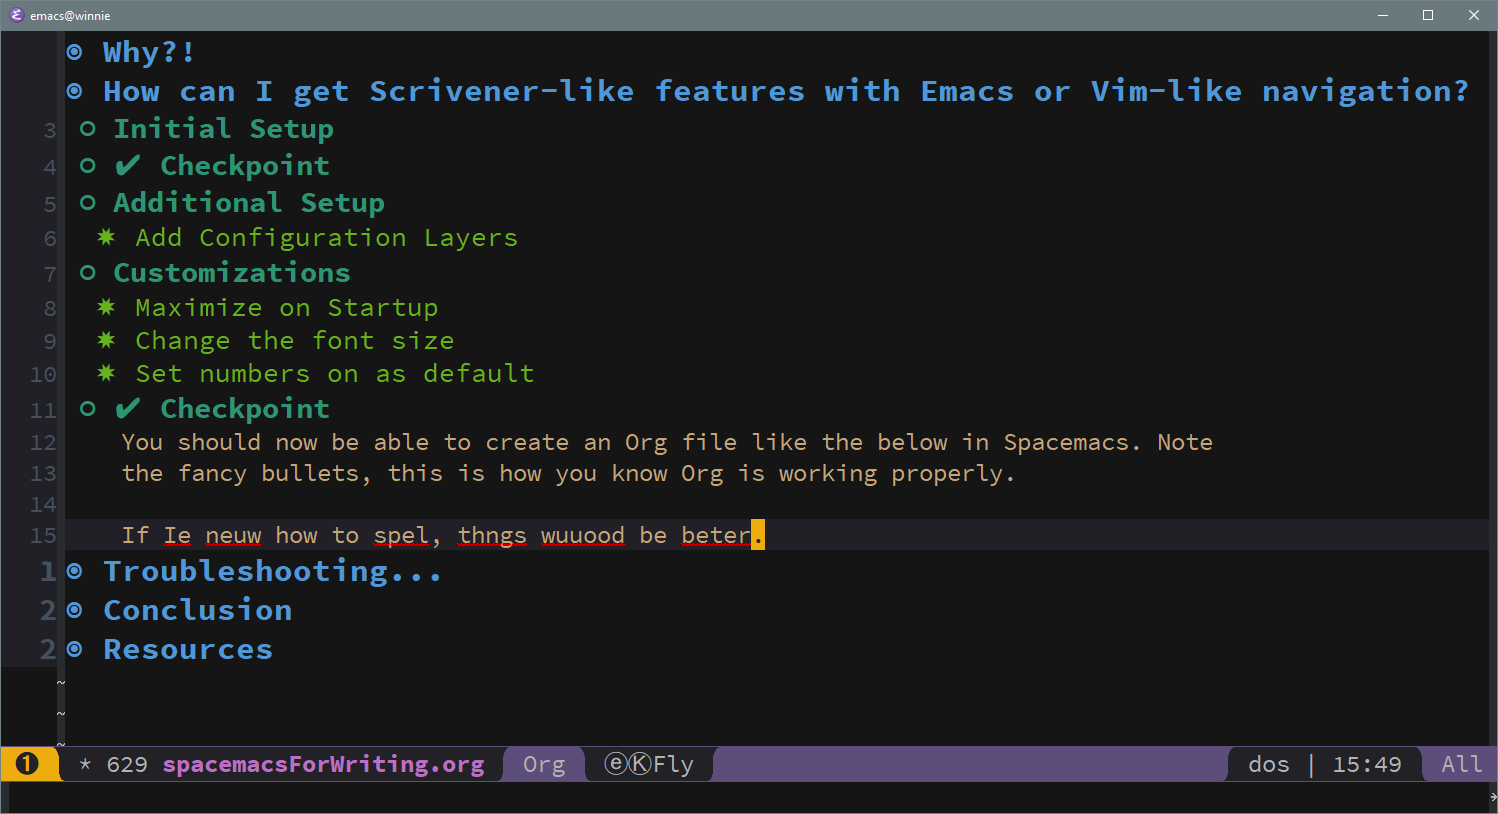 emacs@winnie
Why?!
How can I get Scrivener-like features with Emacs or Vim-like navigation?
3 Initial Setup
4 ✔ Checkpoint
5 Additional Setup
6 Add Configuration Layers
7 Customizations
8 Maximize on Startup
9 Change the font size
10 Set numbers on as default
11 ✔ Checkpoint
12 You should now be able to create an Org file like the below in Spacemacs. Note
13 the fancy bullets, this is how you know Org is working properly.
14
15 If Ie neuw how to spel, thngs wuuood be beter.
1 Troubleshooting...
2 Conclusion
2 Resources
~
~
~
❶ * 629 spacemacsForWriting.org Org ⓔⓀFly dos | 15:49 All